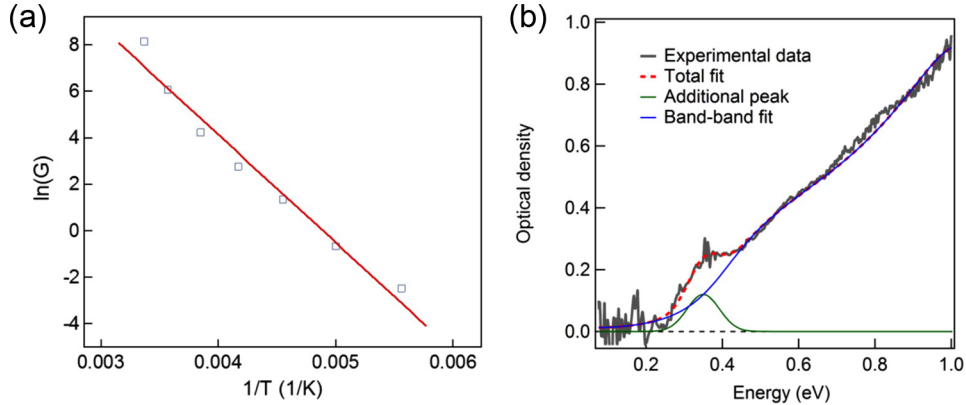 (a)
8
6
4
2
0
-2
-4
ln(G)
0.003 0.004 0.005 0.006
1/T (1/K)
(b)
1.0
0.8
0.6
0.4
0.2
0.0
Optical density
Experimental data
Total fit
Additional peak
Band-band fit
0.2 0.4 0.6 0.8 1.0
Energy (eV)